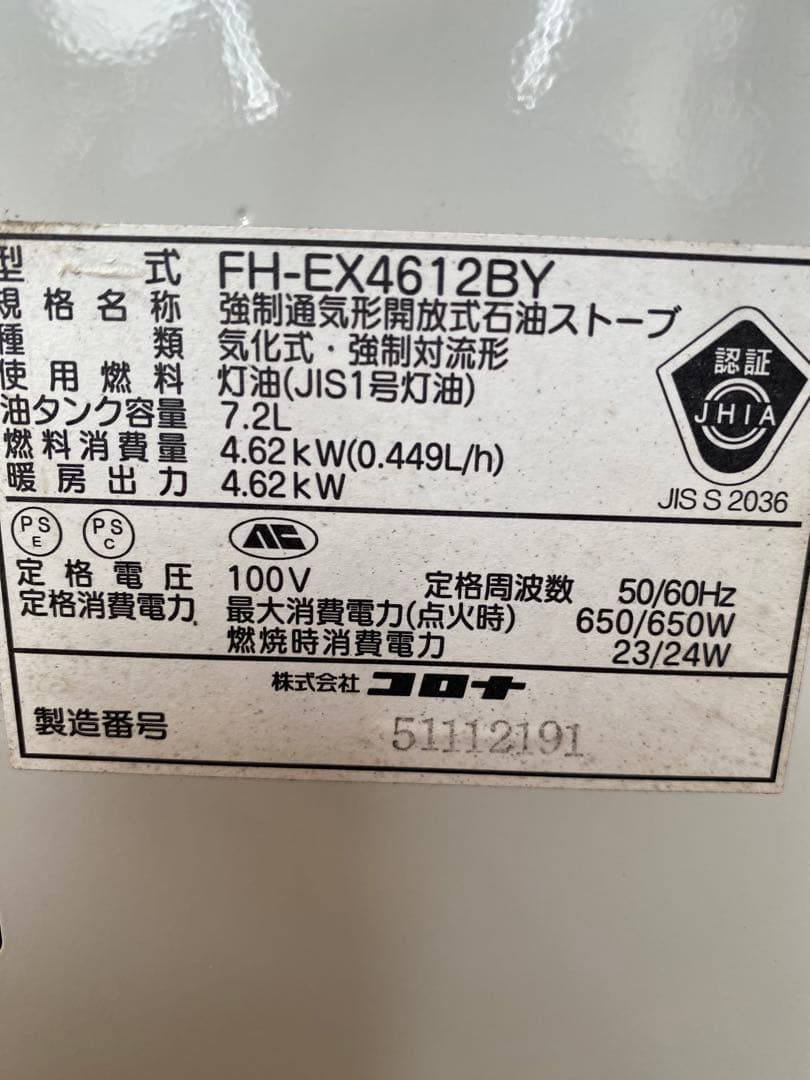 型式 FH-EX4612BY
規格名称 強制通気形開放式石油ストーブ
種類 気化式・強制対流形
使用燃料 灯油(JIS1号灯油)
油タンク容量 7.2L
燃料消費量 4.62kW(0.449L/h)
暖房出力 4.62kW
認証
JHIA
JIS S 2036
PS E PS C
定格電圧 100V 定格周波数 50/60Hz
定格消費電力 最大消費電力(点火時) 650/650W
燃焼時消費電力 23/24W
株式会社 コロナ
製造番号 51112191